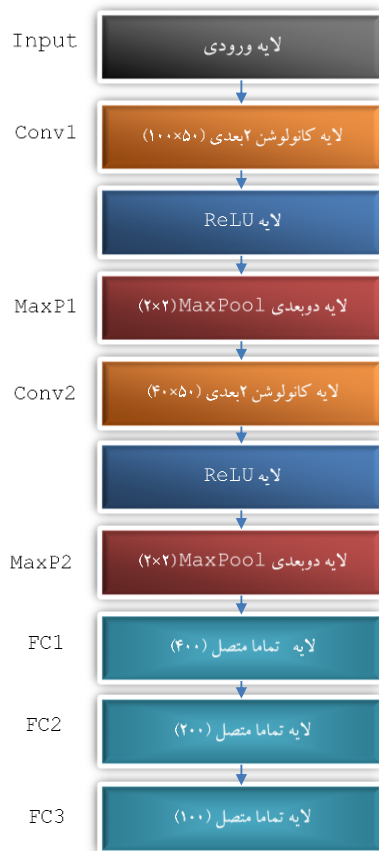 Input
لایه ورودی
Conv1
لایه کانولوشن ۲بعدی (۵۰×۱۰۰)
لایه ReLU
MaxP1
لایه دوبعدی MaxPool (۲×۲)
Conv2
لایه کانولوشن ۲بعدی (۵۰×۴۰)
لایه ReLU
MaxP2
لایه دوبعدی MaxPool (۲×۲)
FC1
لایه تماما متصل (۴۰۰)
FC2
لایه تماما متصل (۲۰۰)
FC3
لایه تماما متصل (۱۰۰)